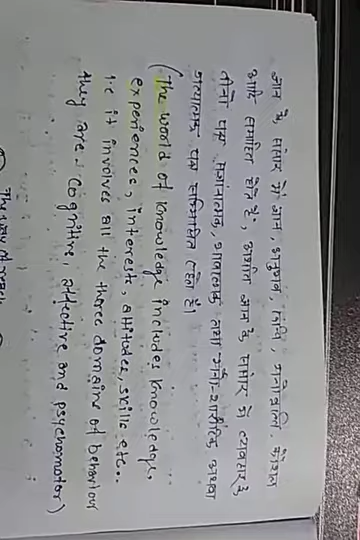 ज्ञान के संसार में ज्ञान, अनुभव, रुचि, मनोवृत्ति, कौशल
आदि समाहित होते हैं, अर्थात ज्ञान के संसार में व्यवहार के
तीनों पक्ष संज्ञानात्मक, भावात्मक तथा मनो-शारीरिक अथवा
क्रियात्मक पक्ष सम्मिलित रहते हैं।
(The world of knowledge includes knowledge,
experiences, interests, attitudes, skills etc..
i.e it involves all the three domains of behaviour
they are - cognitive, affective and psychomotor)